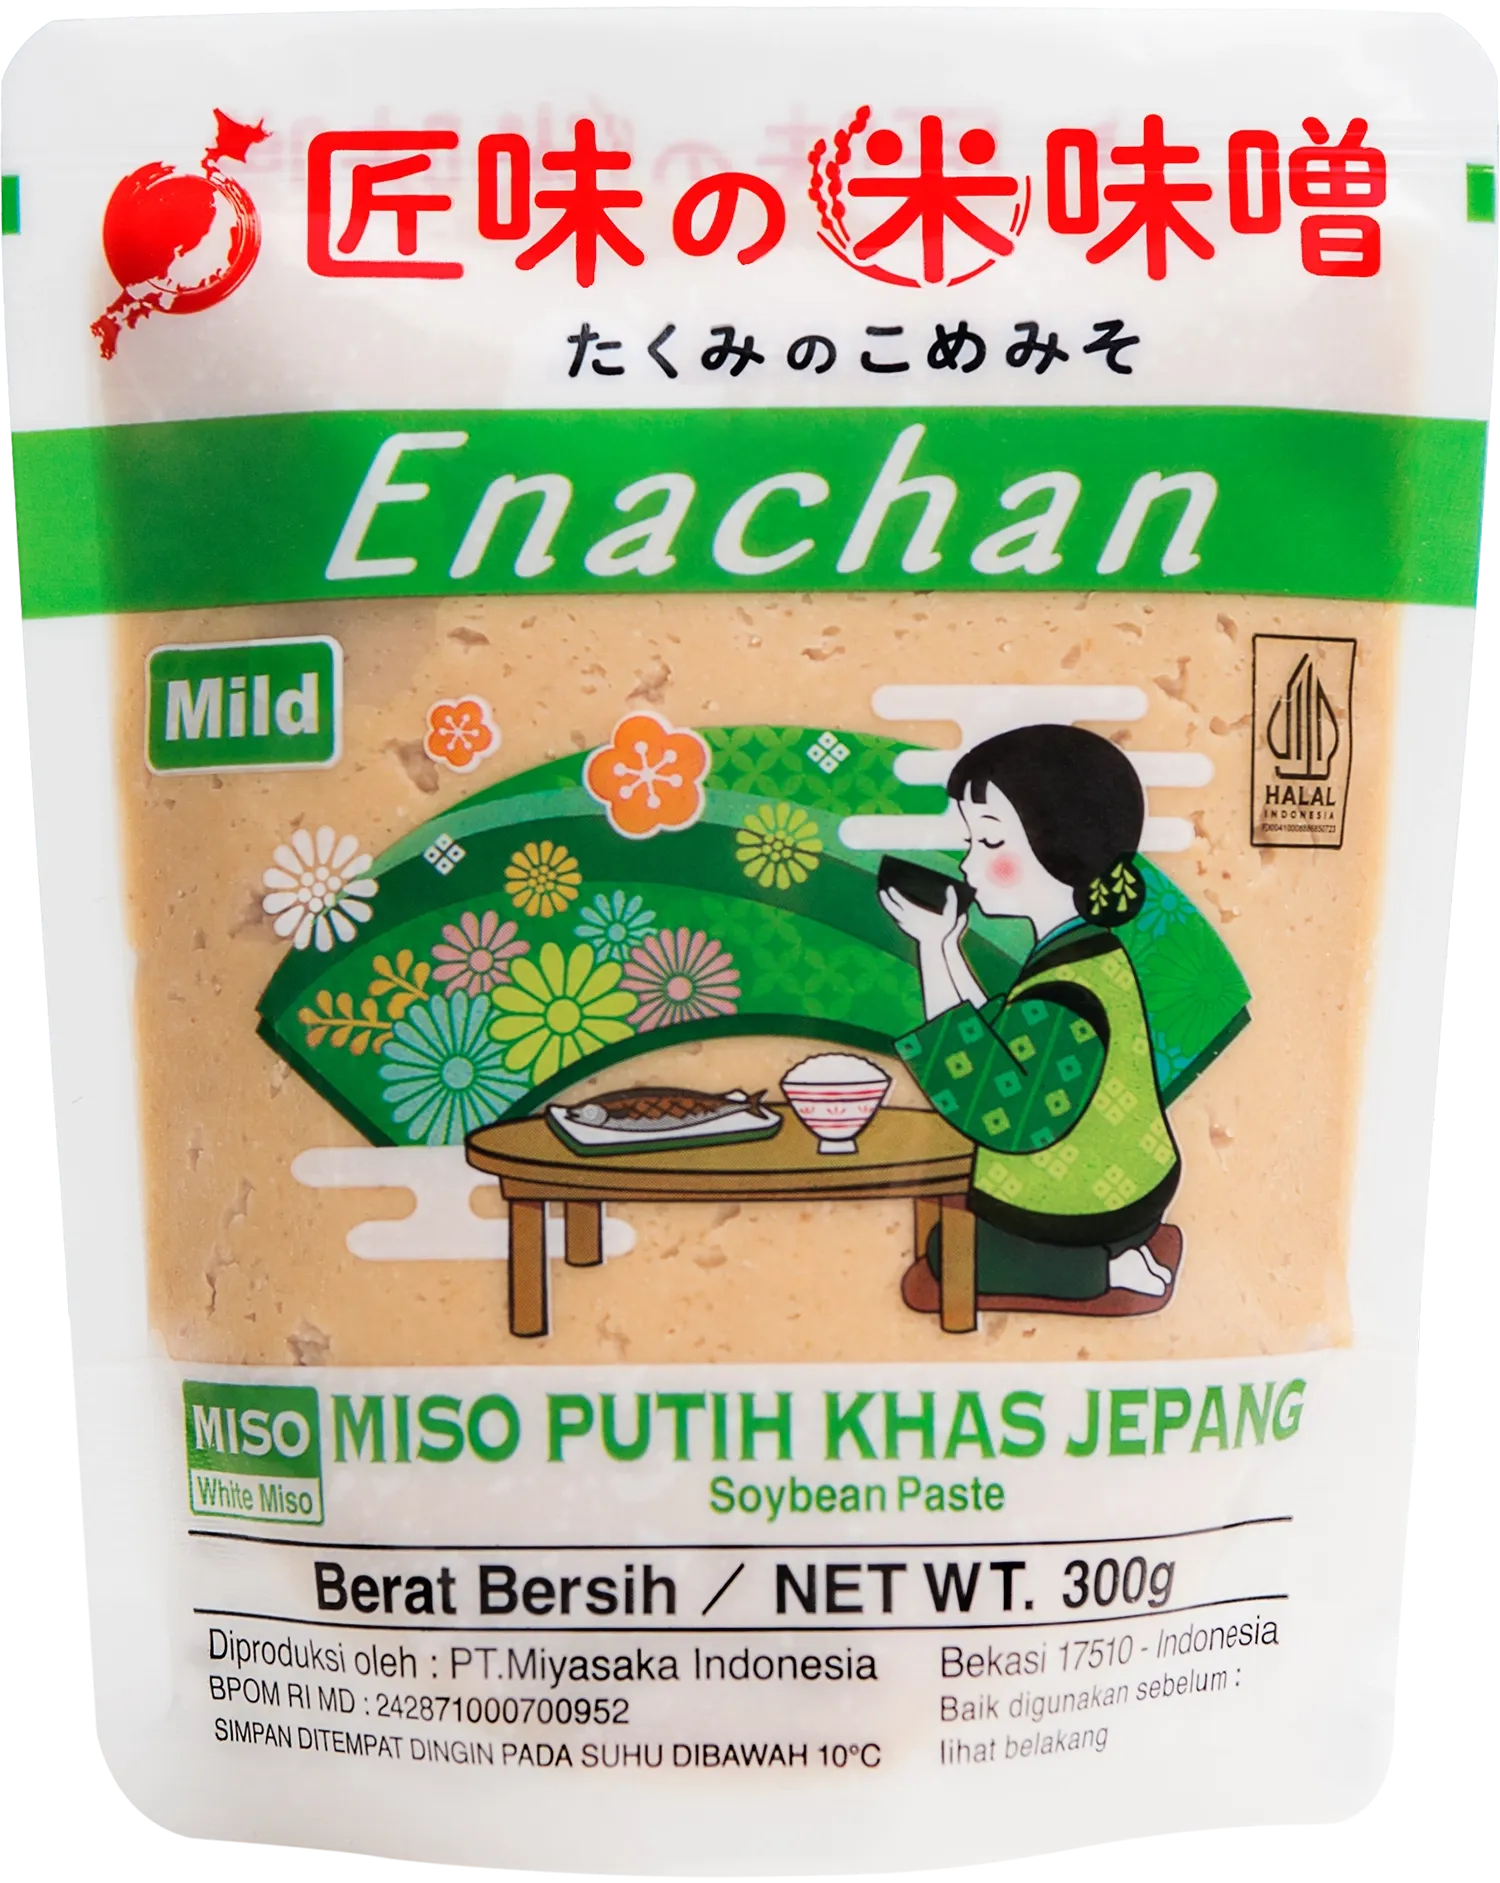 匠味の米味噌
たくみのこめみそ
Enachan
Mild
HALAL
INDONESIA
MISO
White Miso
MISO PUTIH KHAS JEPANG
Soybean Paste
Berat Bersih / NET WT. 300g
Diproduksi oleh : PT.Miyasaka Indonesia
BPOM RI MD : 242871000700952
SIMPAN DITEMPAT DINGIN PADA SUHU DIBAWAH 10°C
Bekasi 17510 - Indonesia
Baik digunakan sebelum :
lihat belakang